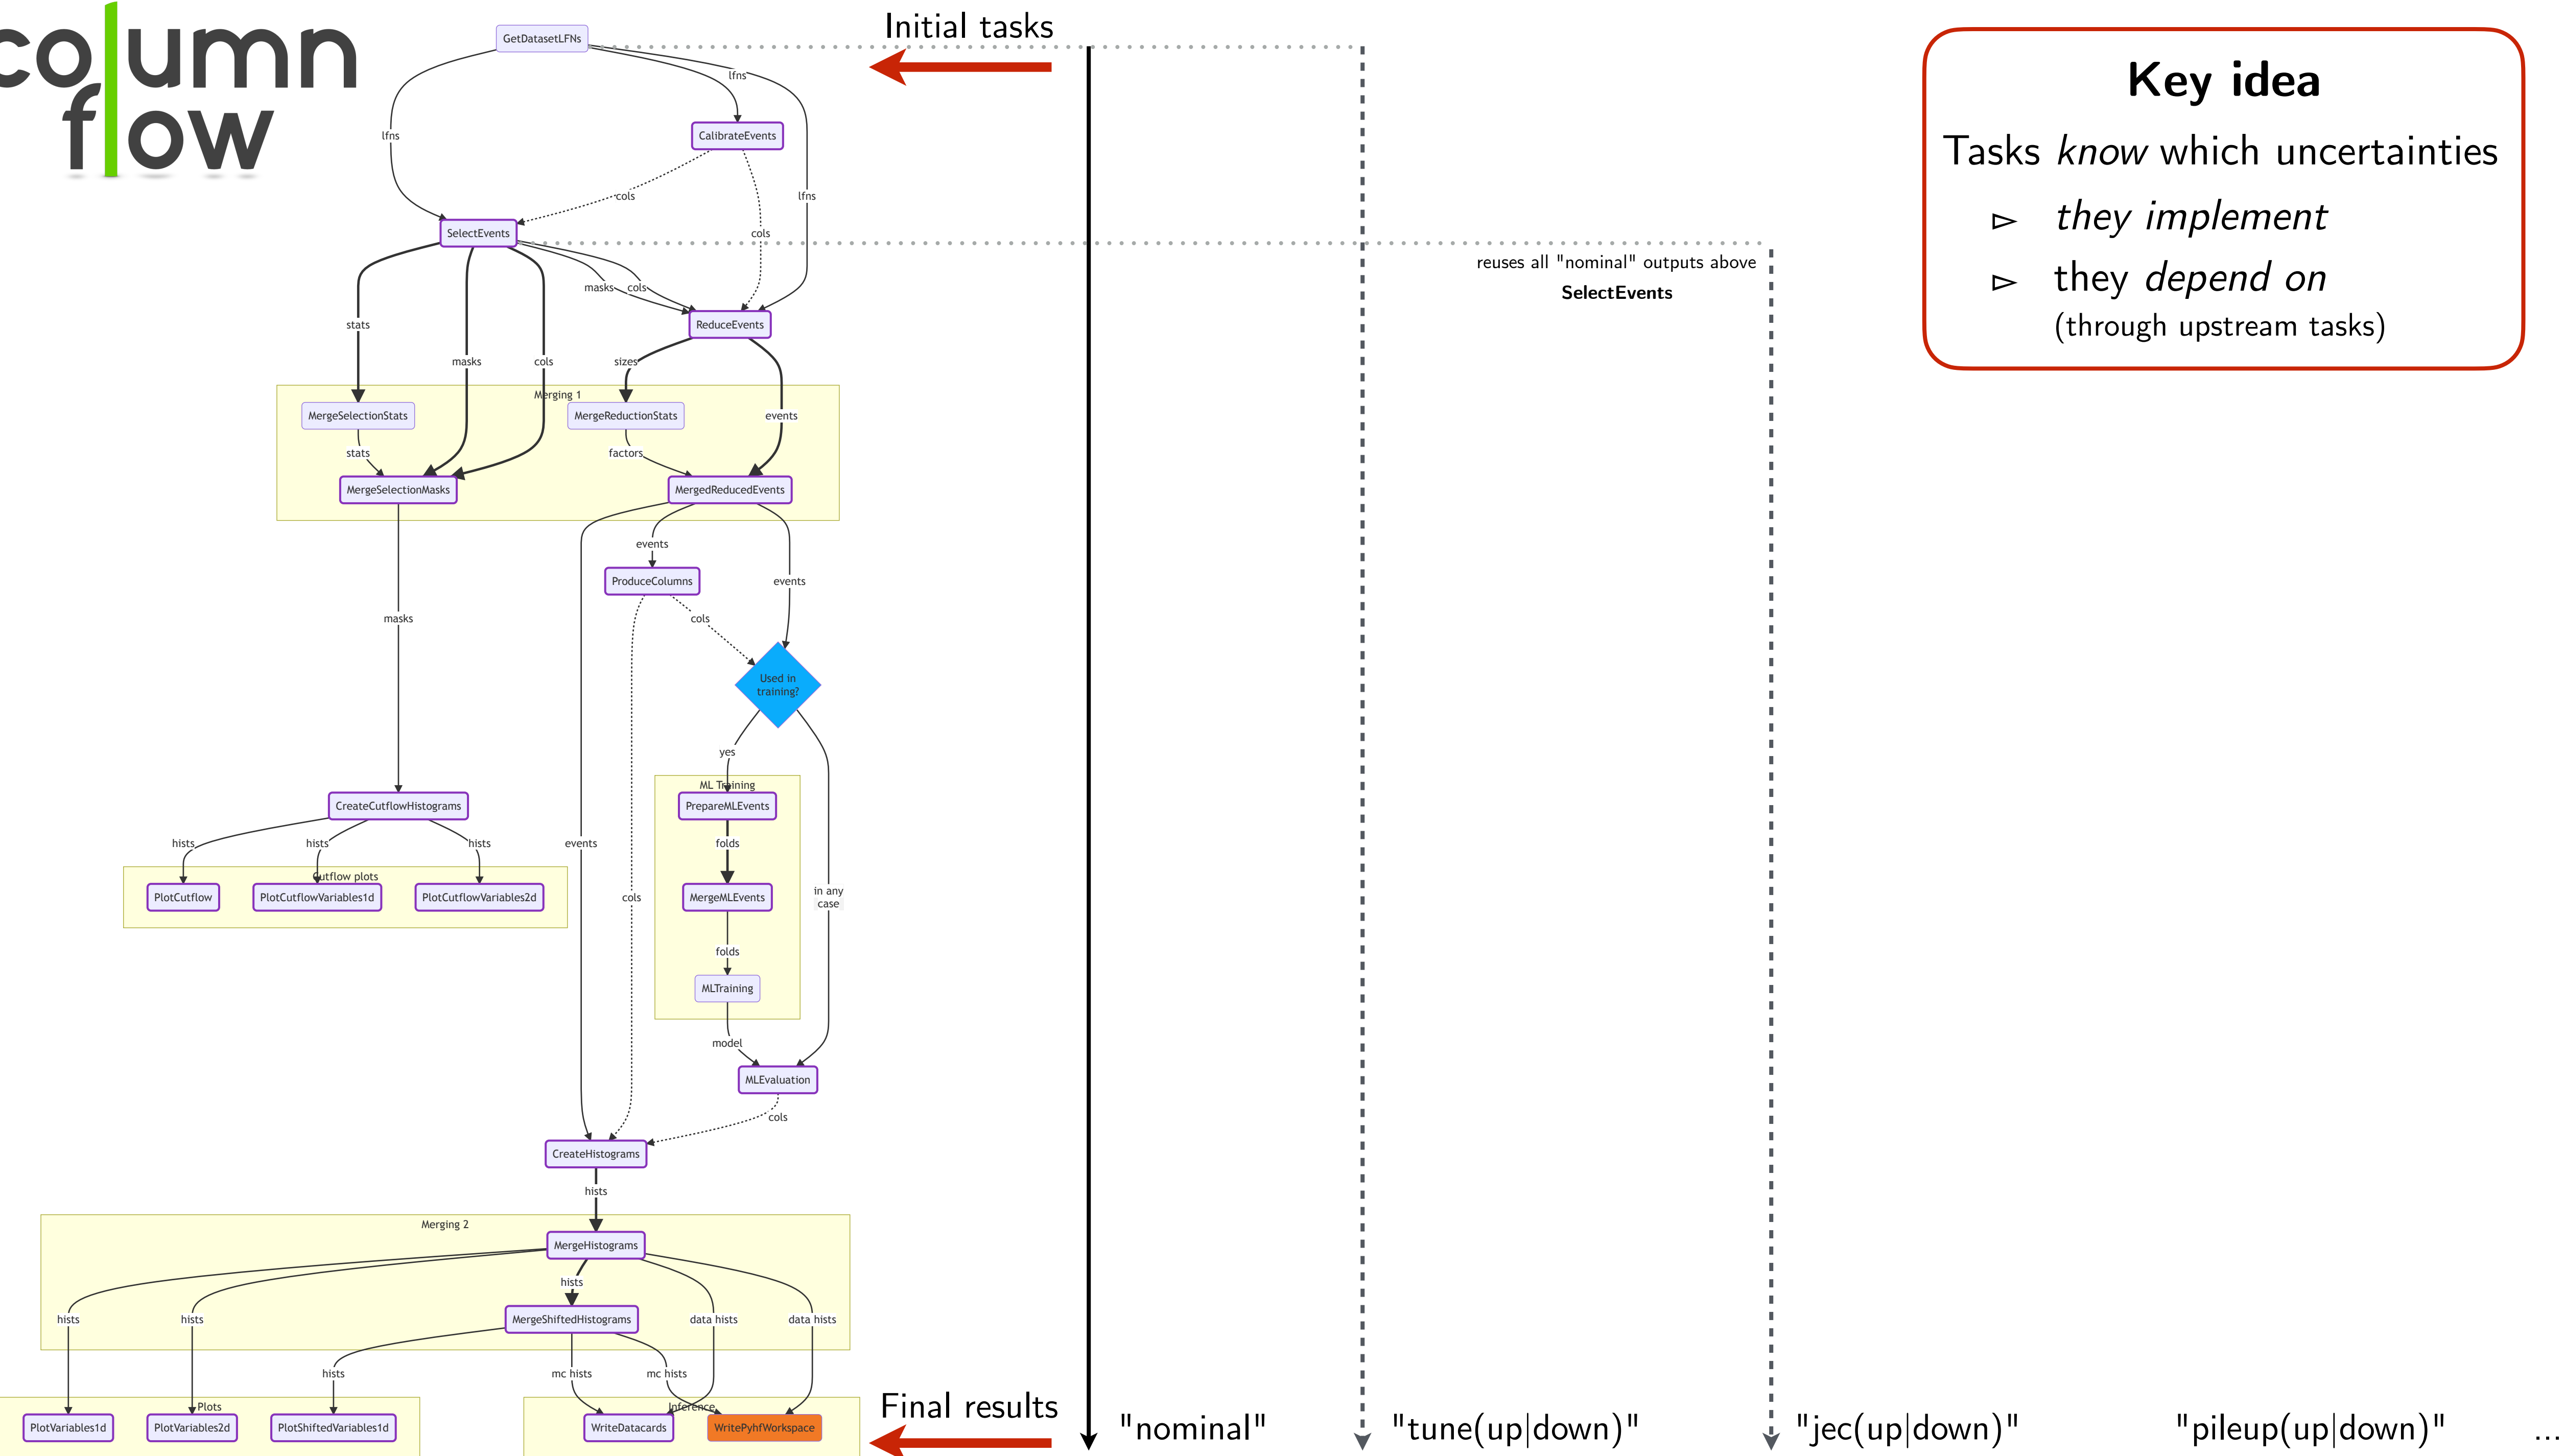 column
flow
Initial tasks
Key idea
Tasks know which uncertainties
▻ they implement
▻ they depend on
(through upstream tasks)
GetDatasetLFNs
lfns
lfns
CalibrateEvents
cols
lfns
SelectEvents
cols
reuses all "nominal" outputs above
SelectEvents
masks
cols
stats
ReduceEvents
masks
cols
sizes
Merging 1
MergeSelectionStats
MergeReductionStats
events
stats
factors
MergeSelectionMasks
MergedReducedEvents
events
ProduceColumns
events
masks
cols
Used in
training?
yes
ML Training
CreateCutflowHistograms
PrepareMLEvents
hists
hists
hists
events
folds
Cutflow plots
PlotCutflow
PlotCutflowVariables1d
PlotCutflowVariables2d
cols
MergeMLEvents
in any
case
folds
MLTraining
model
MLEvaluation
cols
CreateHistograms
hists
Merging 2
MergeHistograms
hists
hists
hists
MergeShiftedHistograms
data hists
data hists
hists
mc hists
mc hists
Plots
Inference
PlotVariables1d
PlotVariables2d
PlotShiftedVariables1d
WriteDatacards
WritePyhfWorkspace
Final results
"nominal"
"tune(up|down)"
"jec(up|down)"
"pileup(up|down)"
...